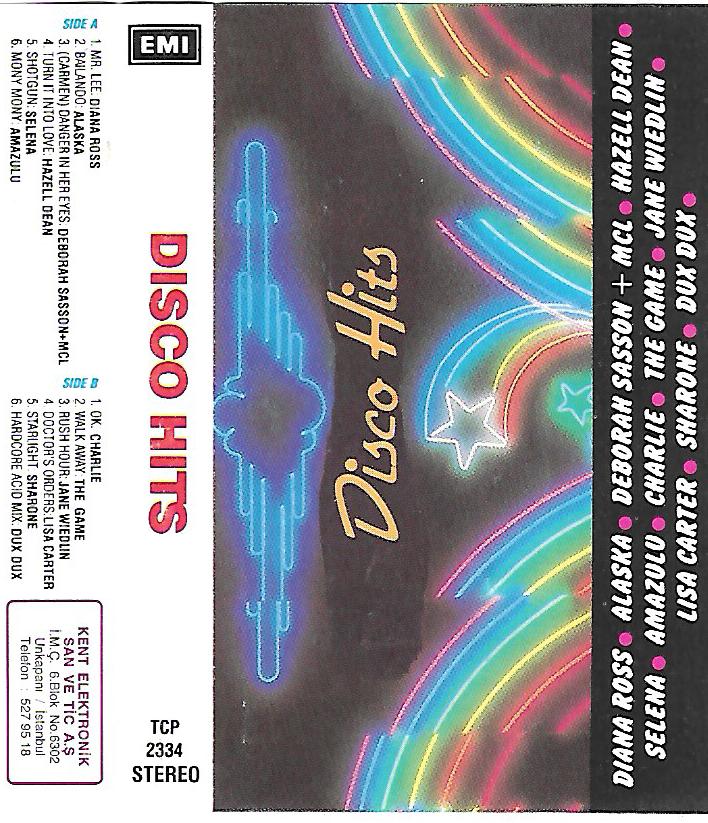 SIDE A
1. MR. LEE: DIANA ROSS
2 BAILANDO: ALASKA
3. (CARMEN) DANGER IN HER EYES: DEBORAH SASSON+MCL
4. TURN IT INTO LOVE: HAZELL DEAN
5. SHOTGUN: SELENA
6. MONY MONY: AMAZULU
SIDE B
1. OK: CHARLIE
2. WALK AWAY: THE GAME
3. RUSH HOUR: JANE WIEDLIN
4. DOCTOR'S ORDERS: LISA CARTER
5. STARLIGHT: SHARONE
6. HARDCORE ACID MIX: DUX DUX
KENT ELEKTRONİK
SAN VE TİC A.Ş
İ.M.Ç. 6.Blok No.6302
Unkapanı / İstanbul
Telefon : 527 95 18
EMI
DISCO HITS
TCP
2334
STEREO
Disco Hits
DIANA ROSS ● ALASKA ● DEBORAH SASSON + MCL ● HAZELL DEAN ●
SELENA ● AMAZULU ● CHARLIE ● THE GAME ● JANE WIEDLIN ●
LISA CARTER ● SHARONE ● DUX DUX ●